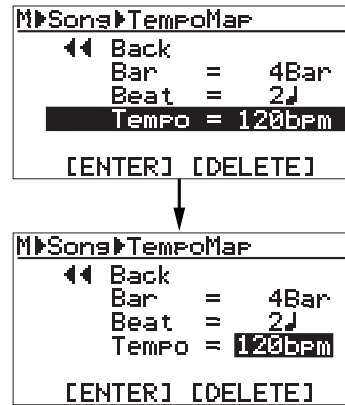 M▶Song▶TempoMap
◀◀ Back
Bar = 4Bar
Beat = 2♩
Tempo = 120bpm
[ENTER] [DELETE]
M▶Song▶TempoMap
◀◀ Back
Bar = 4Bar
Beat = 2♩
Tempo = 120bpm
[ENTER] [DELETE]